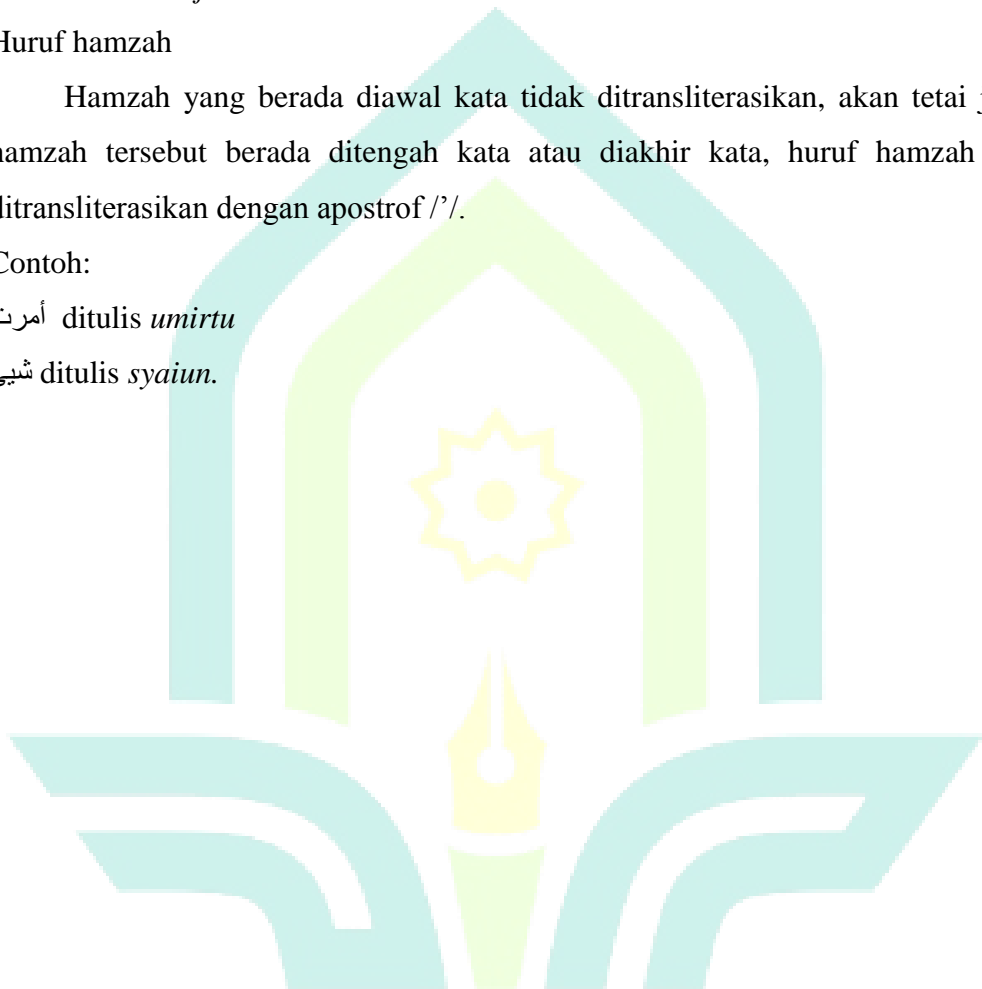 Huruf hamzah
Hamzah yang berada diawal kata tidak ditransliterasikan, akan tetai
hamzah tersebut berada ditengah kata atau diakhir kata, huruf hamzah
ditransliterasikan dengan apostrof /’/.
Contoh:
أمرت ditulis umirtu
ditulis syaiun.